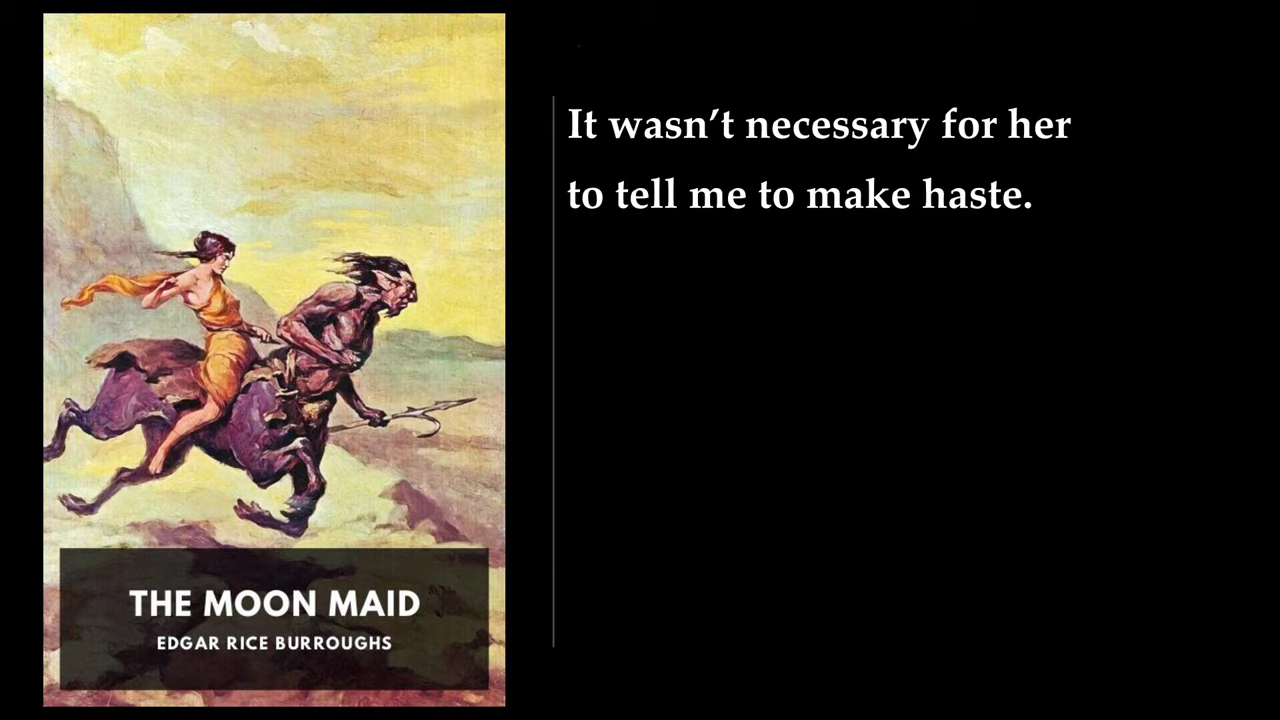 It wasn’t necessary for her
to tell me to make haste.
THE MOON MAID
EDGAR RICE BURROUGHS